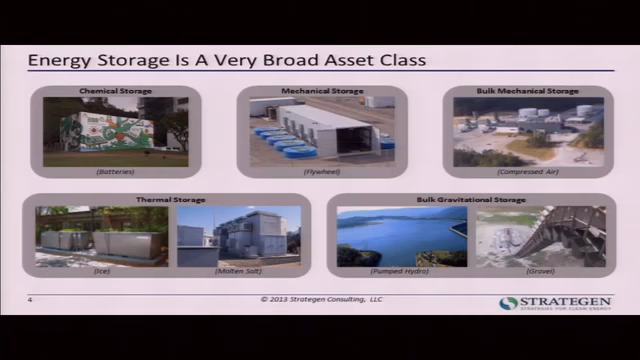 Energy Storage Is A Very Broad Asset Class
Chemical Storage
Mechanical Storage
Bulk Mechanical Storage
(Batteries)
(Flywheel)
(Compressed Air)
Thermal Storage
Bulk Gravitational Storage
(Ice)
(Molten Salt)
(Pumped Hydro)
(Gravel)
4
© 2013 Strategen Consulting, LLC
STRATEGEN
STRATEGIES FOR CLEAN ENERGY